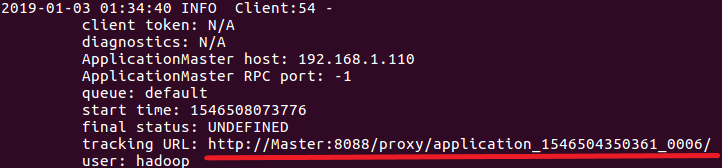 2019-01-03 01:34:40 INFO  Client:54 -
client token: N/A
diagnostics: N/A
ApplicationMaster host: 192.168.1.110
ApplicationMaster RPC port: -1
queue: default
start time: 1546508073776
final status: UNDEFINED
tracking URL: http://Master:8088/proxy/application_1546504350361_0006/
user: hadoop